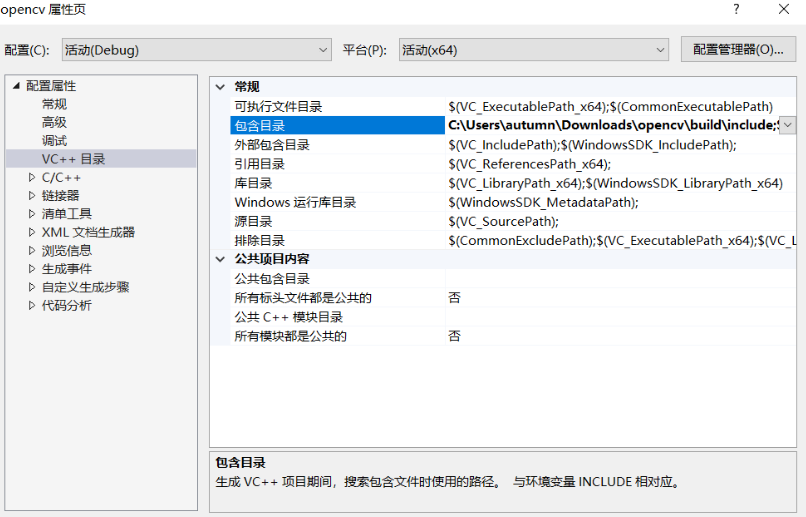 opencv 属性页 ? ×
配置(C): 活动(Debug) 平台(P): 活动(x64) 配置管理器(O)...
配置属性
常规
高级
调试
VC++ 目录
C/C++
链接器
清单工具
XML 文档生成器
浏览信息
生成事件
自定义生成步骤
代码分析
常规
可执行文件目录 $(VC_ExecutablePath_x64);$(CommonExecutablePath)
包含目录 C:\Users\autumn\Downloads\opencv\build\include;
外部包含目录 $(VC_IncludePath);$(WindowsSDK_IncludePath);
引用目录 $(VC_ReferencesPath_x64);
库目录 $(VC_LibraryPath_x64);$(WindowsSDK_LibraryPath_x64)
Windows 运行库目录 $(WindowsSDK_MetadataPath);
源目录 $(VC_SourcePath);
排除目录 $(CommonExcludePath);$(VC_ExecutablePath_x64);$(VC_L
公共项目内容
公共包含目录
所有标头文件都是公共的 否
公共 C++ 模块目录
所有模块都是公共的 否
包含目录
生成 VC++ 项目期间，搜索包含文件时使用的路径。 与环境变量 INCLUDE 相对应。